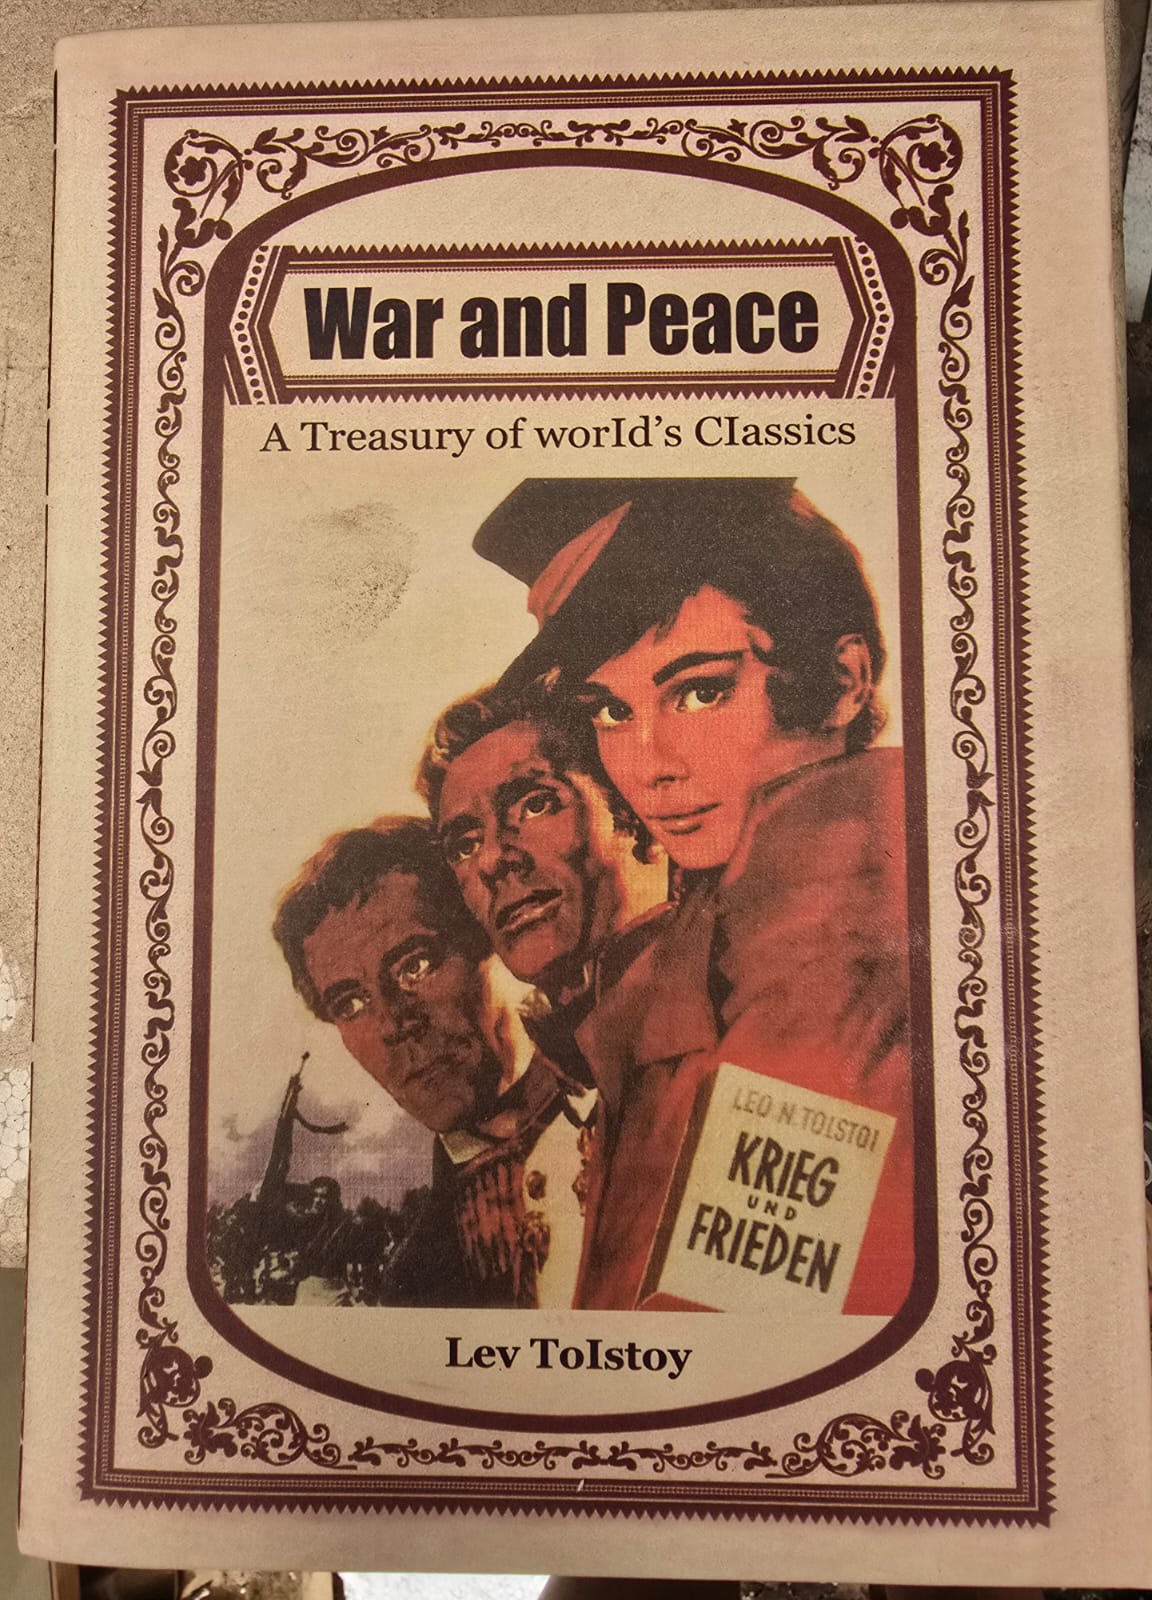 War and Peace
A Treasury of worId's CIassics
LEO N. TOLSTOI
KRIEG
UND
FRIEDEN
Lev ToIstoy